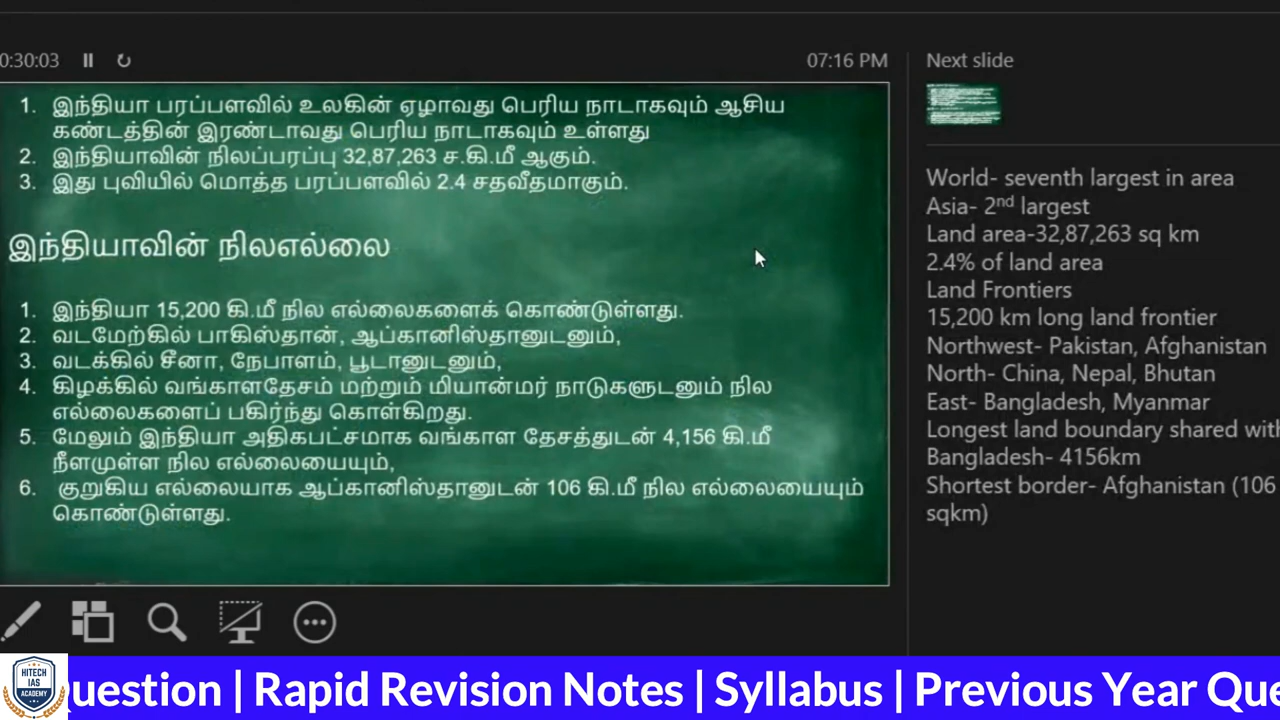 0:30:03
07:16 PM
1. இந்தியா பரப்பளவில் உலகின் ஏழாவது பெரிய நாடாகவும் ஆசிய
கண்டத்தின் இரண்டாவது பெரிய நாடாகவும் உள்ளது
2. இந்தியாவின் நிலப்பரப்பு 32,87,263 ச.கி.மீ ஆகும்.
3. இது புவியில் மொத்த பரப்பளவில் 2.4 சதவீதமாகும்.
இந்தியாவின் நிலஎல்லை
1. இந்தியா 15,200 கி.மீ நில எல்லைகளைக் கொண்டுள்ளது.
2. வடமேற்கில் பாகிஸ்தான், ஆப்கானிஸ்தானுடனும்,
3. வடக்கில் சீனா, நேபாளம், பூடானுடனும்,
4. கிழக்கில் வங்காளதேசம் மற்றும் மியான்மர் நாடுகளுடனும் நில
எல்லைகளைப் பகிர்ந்து கொள்கிறது.
5. மேலும் இந்தியா அதிகபட்சமாக வங்காள தேசத்துடன் 4,156 கி.மீ
நீளமுள்ள நில எல்லையையும்,
6. குறுகிய எல்லையாக ஆப்கானிஸ்தானுடன் 106 கி.மீ நில எல்லையையும்
கொண்டுள்ளது.
Next slide
World- seventh largest in area
Asia- 2nd largest
Land area-32,87,263 sq km
2.4% of land area
Land Frontiers
15,200 km long land frontier
Northwest- Pakistan, Afghanistan
North- China, Nepal, Bhutan
East- Bangladesh, Myanmar
Longest land boundary shared with
Bangladesh- 4156km
Shortest border- Afghanistan (106
sqkm)
HITECH
IAS
ACADEMY
uestion | Rapid Revision Notes | Syllabus | Previous Year Que